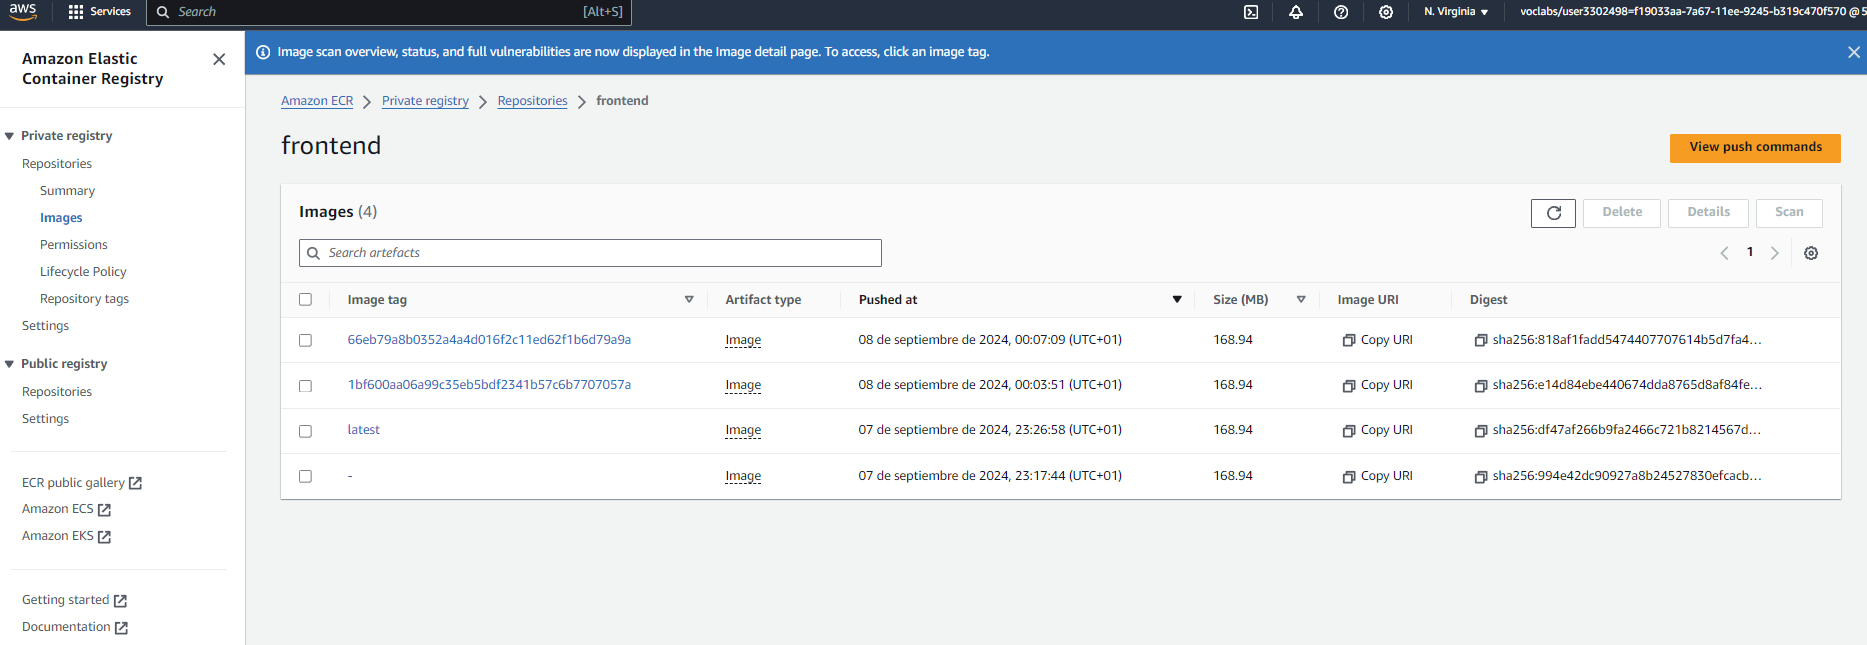 aws
Services
Search
[Alt+S]
N. Virginia
voclabs/user3302498=f19033aa-7a67-11ee-9245-b319c470f570 @ 5
Amazon Elastic
Container Registry
Private registry
Repositories
Summary
Images
Permissions
Lifecycle Policy
Repository tags
Settings
Public registry
Repositories
Settings
ECR public gallery
Amazon ECS
Amazon EKS
Getting started
Documentation
Image scan overview, status, and full vulnerabilities are now displayed in the Image detail page. To access, click an image tag.
Amazon ECR
Private registry
Repositories
frontend
frontend
View push commands
Images (4)
Delete
Details
Scan
Search artefacts
1
Image tag
Artifact type
Pushed at
Size (MB)
Image URI
Digest
66eb79a8b0352a4a4d016f2c11ed62f1b6d79a9a Image 08 de septiembre de 2024, 00:07:09 (UTC+01) 168.94 Copy URI sha256:818af1fadd5474407707614b5d7fa4...
1bf600aa06a99c35eb5bdf2341b57c6b7707057a Image 08 de septiembre de 2024, 00:03:51 (UTC+01) 168.94 Copy URI sha256:e14d84ebe440674dda8765d8af84fe...
latest Image 07 de septiembre de 2024, 23:26:58 (UTC+01) 168.94 Copy URI sha256:df47af266b9fa2466c721b8214567d...
- Image 07 de septiembre de 2024, 23:17:44 (UTC+01) 168.94 Copy URI sha256:994e42dc90927a8b24527830efcacb...